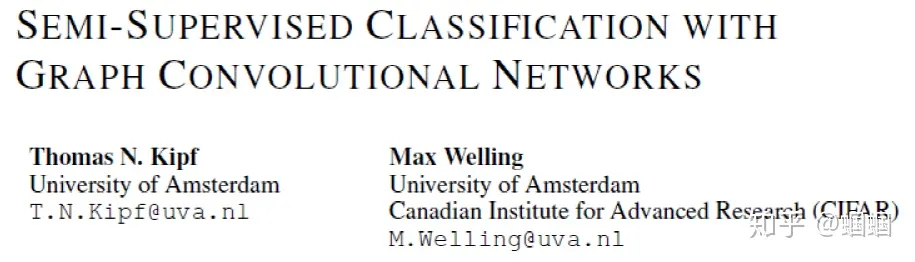 SEMI-SUPERVISED CLASSIFICATION WITH
GRAPH CONVOLUTIONAL NETWORKS
Thomas N. Kipf
University of Amsterdam
T.N.Kipf@uva.nl
Max Welling
University of Amsterdam
Canadian Institute for Advanced Research (CIFAR)
M.Welling@uva.nl
知乎 @蝈蝈